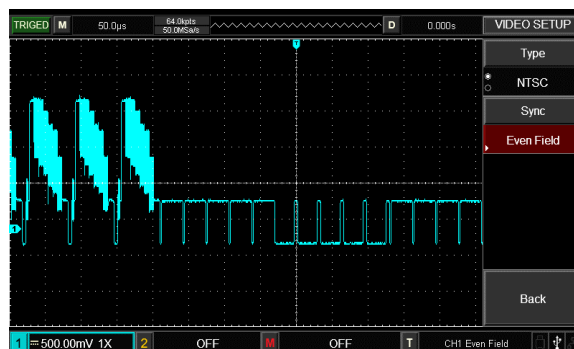 TRIGED M 50.0µs 64.0kpts D 0.000s VIDEO SETUP
50.0MSa/s
T
Type
NTSC
Sync
Even Field
1
Back
1 500.00mV 1X 2 OFF M OFF T CH1 Even Field